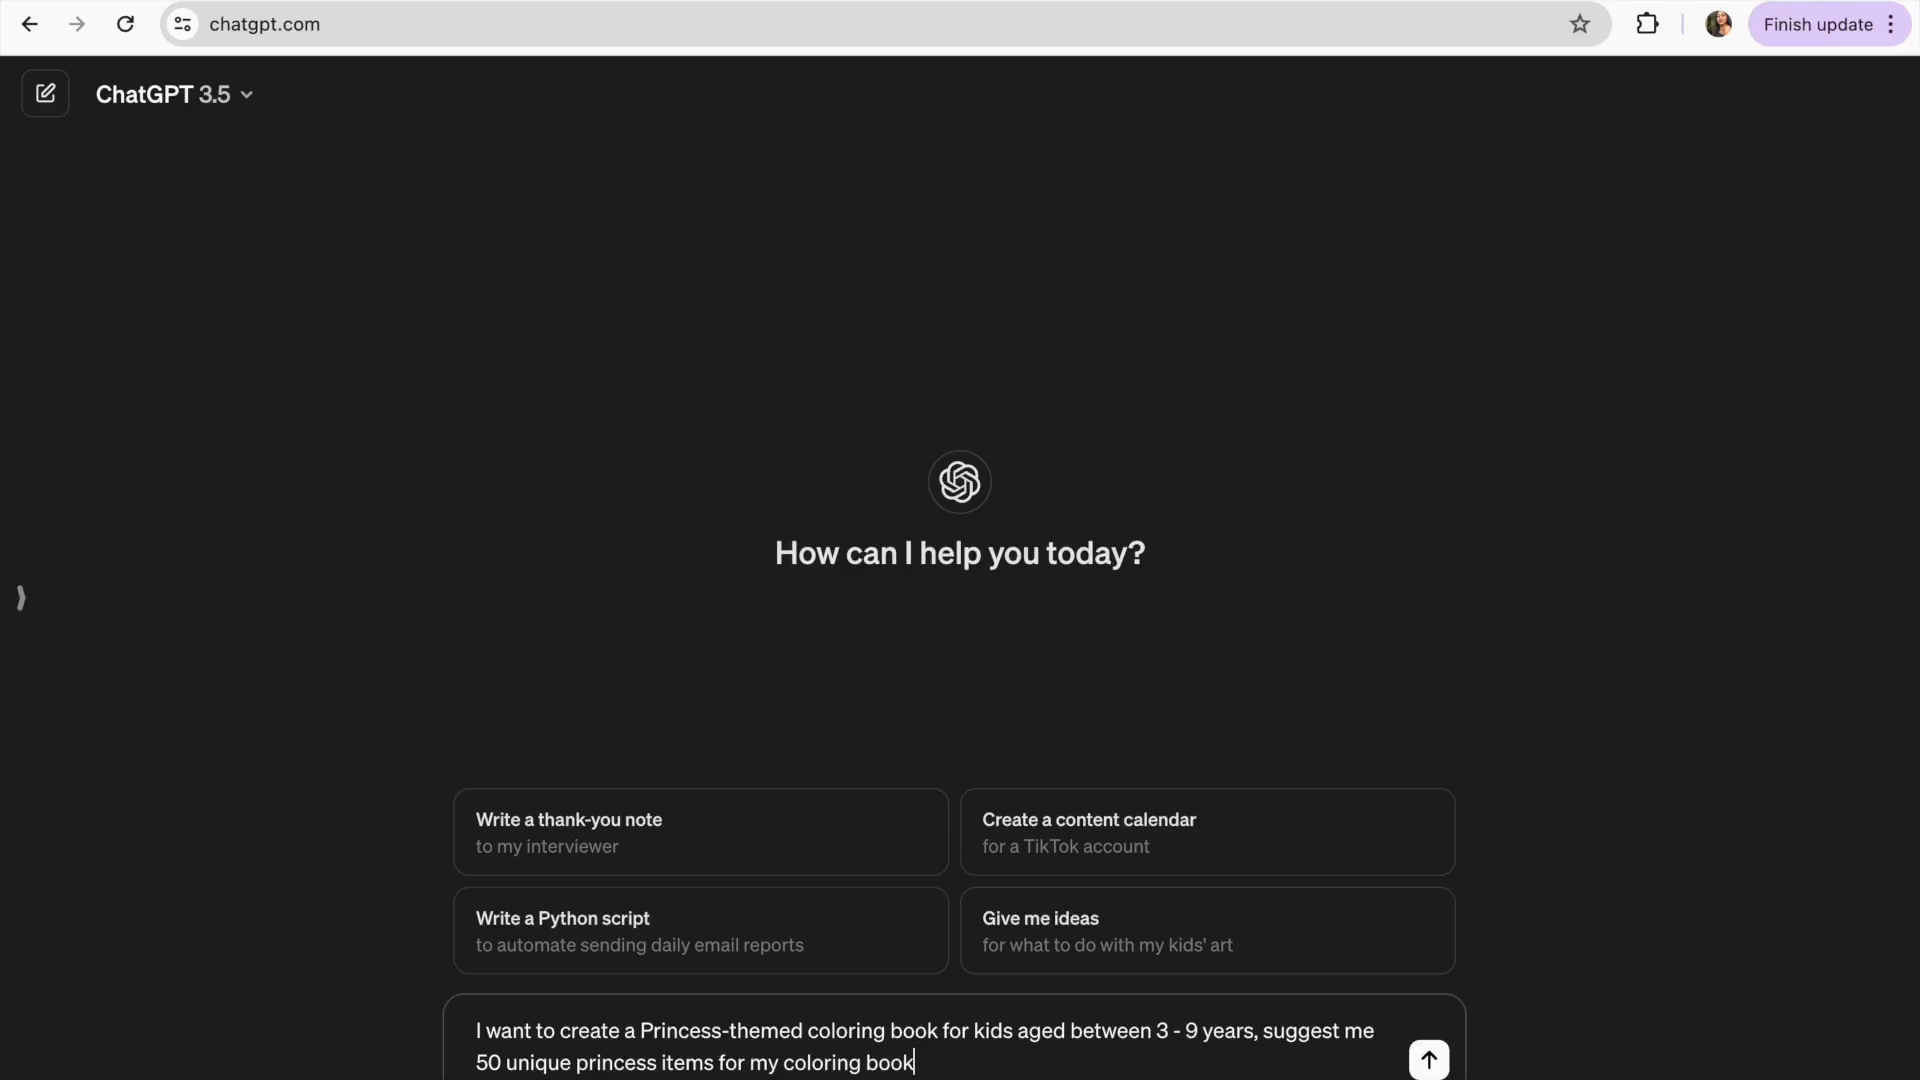 chatgpt.com
Finish update
ChatGPT 3.5
How can I help you today?
Write a thank-you note
to my interviewer
Create a content calendar
for a TikTok account
Write a Python script
to automate sending daily email reports
Give me ideas
for what to do with my kids' art
I want to create a Princess-themed coloring book for kids aged between 3 - 9 years, suggest me
50 unique princess items for my coloring book